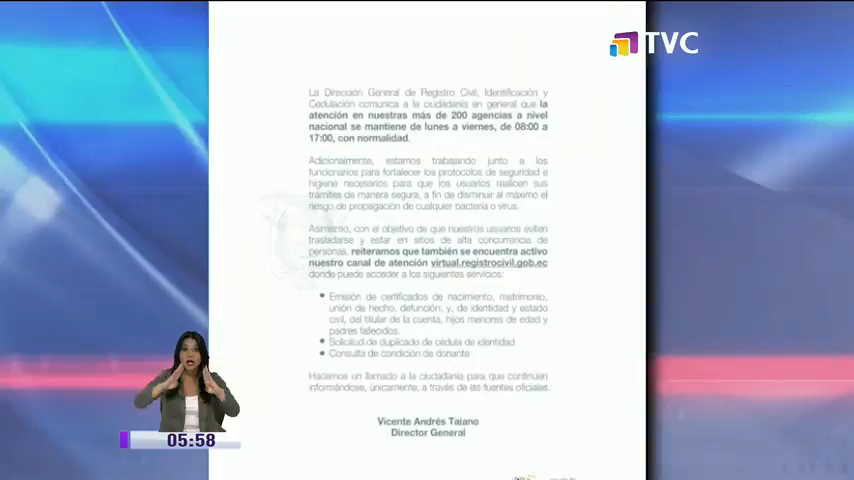 TVC
La Dirección General de Registro Civil, Identificación y
Cedulación comunica a la ciudadanía en general que la
atención en nuestras más de 200 agencias a nivel
nacional se mantiene de lunes a viernes, de 08:00 a
17:00, con normalidad.
Adicionalmente, estamos trabajando junto a los
funcionarios para fortalecer los protocolos de seguridad e
higiene necesarios para que los usuarios realicen sus
trámites de manera segura, a fin de disminuir al máximo el
riesgo de propagación de cualquier bacteria o virus.
Asimismo, con el objetivo de que nuestros usuarios eviten
trasladarse y estar en sitios de alta concurrencia de
personas, reiteramos que también se encuentra activo
nuestro canal de atención virtual.registrocivil.gob.ec
donde puede acceder a los siguientes servicios:
• Emisión de certificados de nacimiento, matrimonio,
unión de hecho, defunción; y, de identidad y estado
civil, del titular de la cuenta, hijos menores de edad y
padres fallecidos.
• Solicitud de duplicado de cédula de identidad
• Consulta de condición de donante
Hacemos un llamado a la ciudadanía para que continúen
informándose, únicamente, a través de las fuentes oficiales.
Vicente Andrés Taiano
Director General
05:58